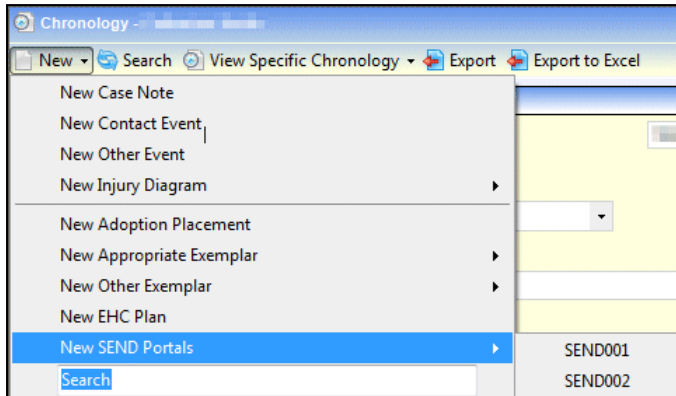 Chronology -
New Search View Specific Chronology Export Export to Excel
New Case Note
New Contact Event
New Other Event
New Injury Diagram
New Adoption Placement
New Appropriate Exemplar
New Other Exemplar
New EHC Plan
New SEND Portals SEND001
Search SEND002